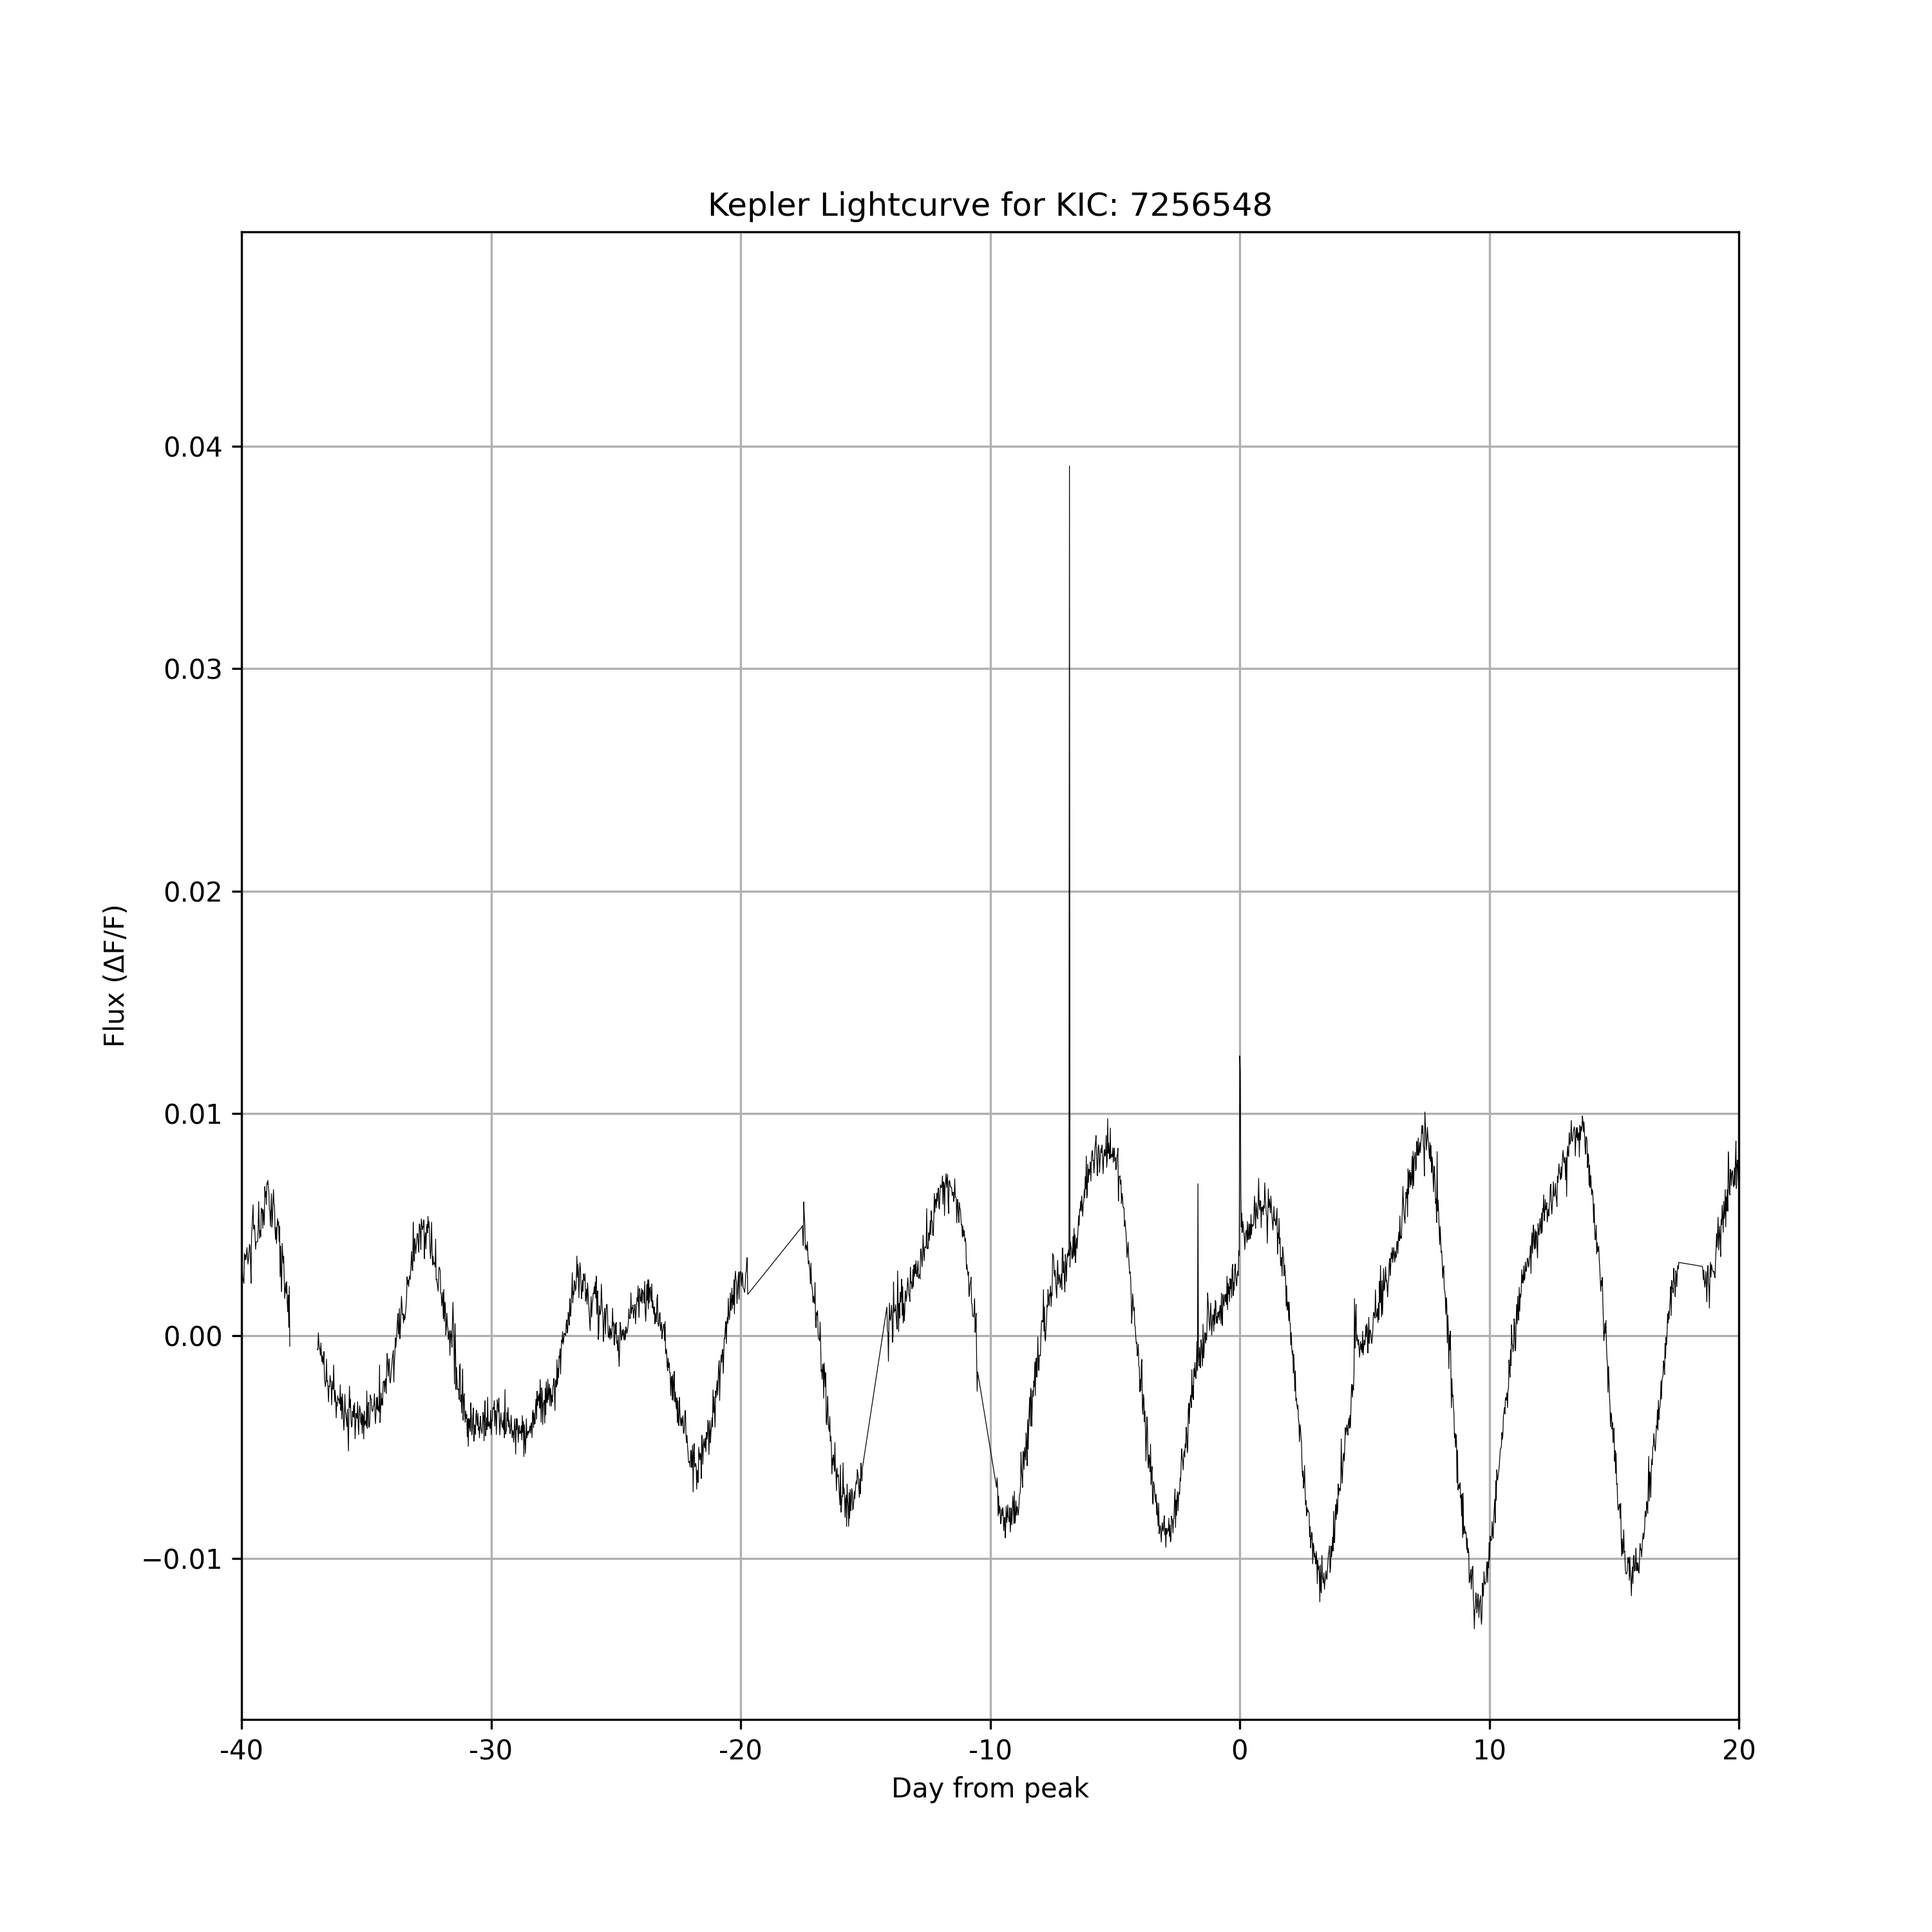 Kepler Lightcurve for KIC: 7256548
0.04
0.03
0.02
0.01
0.00
−0.01
Flux (ΔF/F)
-40 -30 -20 -10 0 10 20
Day from peak